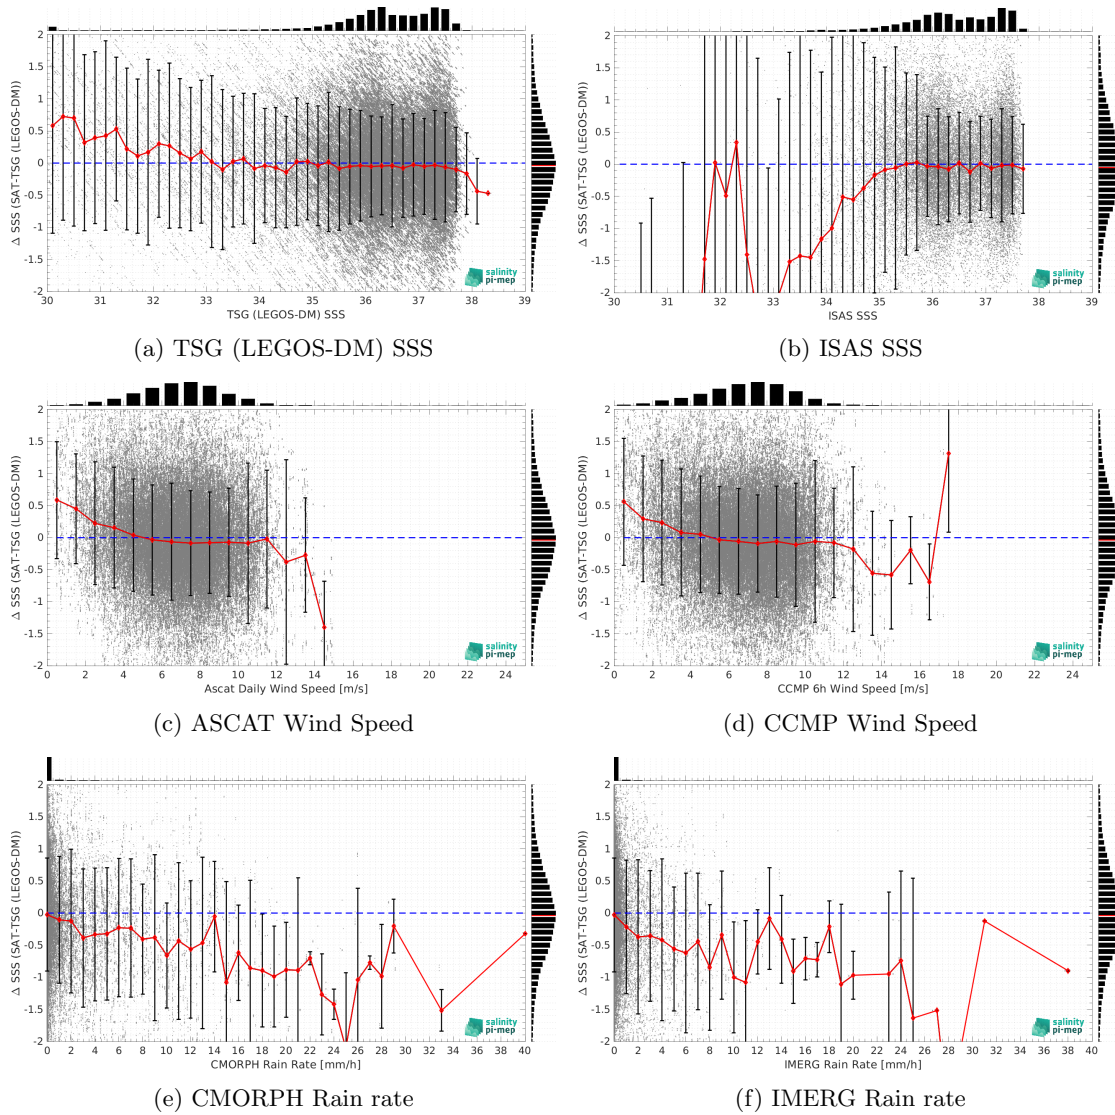 2
1.5
1
0.5
0
-0.5
-1
-1.5
-2
Δ SSS (SAT-TSG (LEGOS-DM))
30 31 32 33 34 35 36 37 38 39
TSG (LEGOS-DM) SSS
salinity
pi-mep
(a) TSG (LEGOS-DM) SSS
2
1.5
1
0.5
0
-0.5
-1
-1.5
-2
Δ SSS (SAT-TSG (LEGOS-DM))
30 31 32 33 34 35 36 37 38 39
ISAS SSS
salinity
pi-mep
(b) ISAS SSS
2
1.5
1
0.5
0
-0.5
-1
-1.5
-2
Δ SSS (SAT-TSG (LEGOS-DM))
0 2 4 6 8 10 12 14 16 18 20 22 24
Ascat Daily Wind Speed [m/s]
salinity
pi-mep
(c) ASCAT Wind Speed
2
1.5
1
0.5
0
-0.5
-1
-1.5
-2
Δ SSS (SAT-TSG (LEGOS-DM))
0 2 4 6 8 10 12 14 16 18 20 22 24
CCMP 6h Wind Speed [m/s]
salinity
pi-mep
(d) CCMP Wind Speed
2
1.5
1
0.5
0
-0.5
-1
-1.5
-2
Δ SSS (SAT-TSG (LEGOS-DM))
0 2 4 6 8 10 12 14 16 18 20 22 24 26 28 30 32 34 36 38 40
CMORPH Rain Rate [mm/h]
salinity
pi-mep
(e) CMORPH Rain rate
2
1.5
1
0.5
0
-0.5
-1
-1.5
-2
Δ SSS (SAT-TSG (LEGOS-DM))
0 2 4 6 8 10 12 14 16 18 20 22 24 26 28 30 32 34 36 38 40
IMERG Rain Rate [mm/h]
salinity
pi-mep
(f) IMERG Rain rate